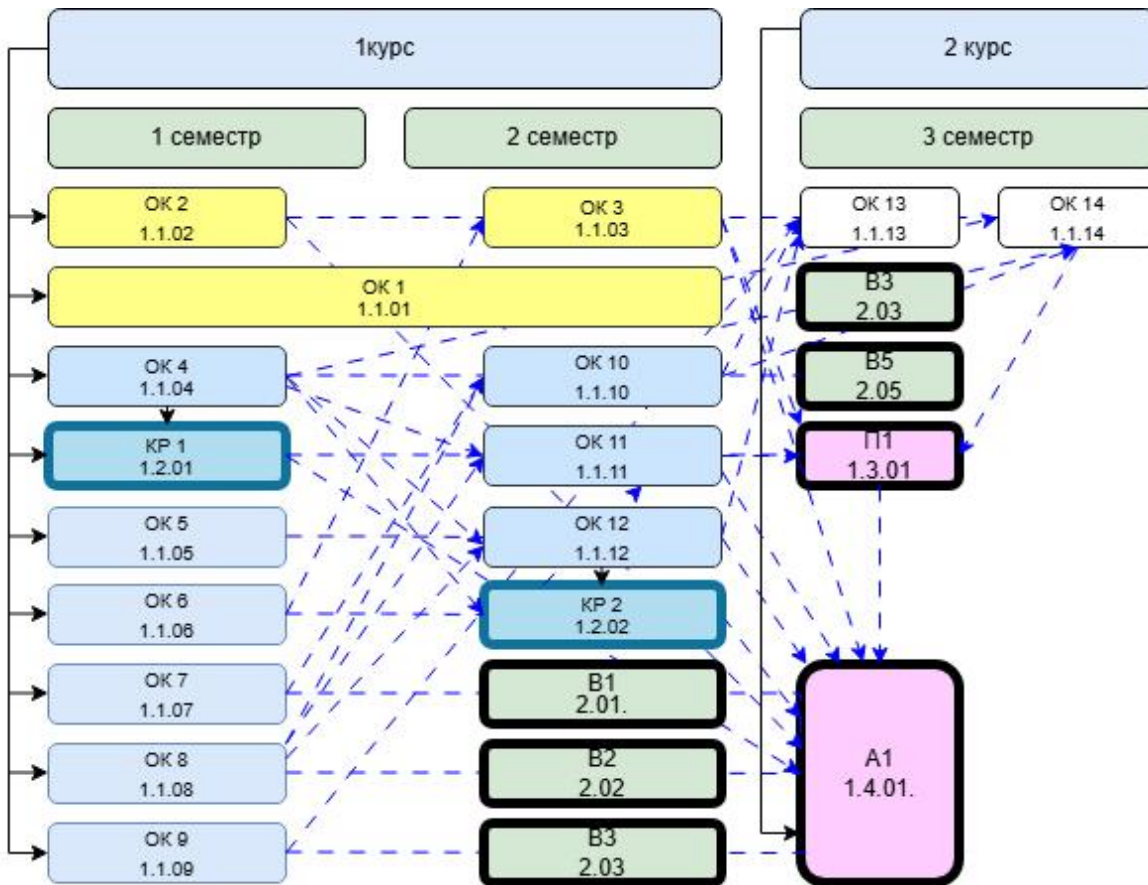 1курс
2 курс
1 семестр
2 семестр
3 семестр
ОК 2
1.1.02
ОК 3
1.1.03
ОК 13
1.1.13
ОК 14
1.1.14
ОК 1
1.1.01
В3
2.03
ОК 4
1.1.04
ОК 10
1.1.10
В5
2.05
КР 1
1.2.01
ОК 11
1.1.11
П1
1.3.01
ОК 5
1.1.05
ОК 12
1.1.12
ОК 6
1.1.06
КР 2
1.2.02
ОК 7
1.1.07
В1
2.01.
А1
1.4.01.
ОК 8
1.1.08
В2
2.02
ОК 9
1.1.09
В3
2.03